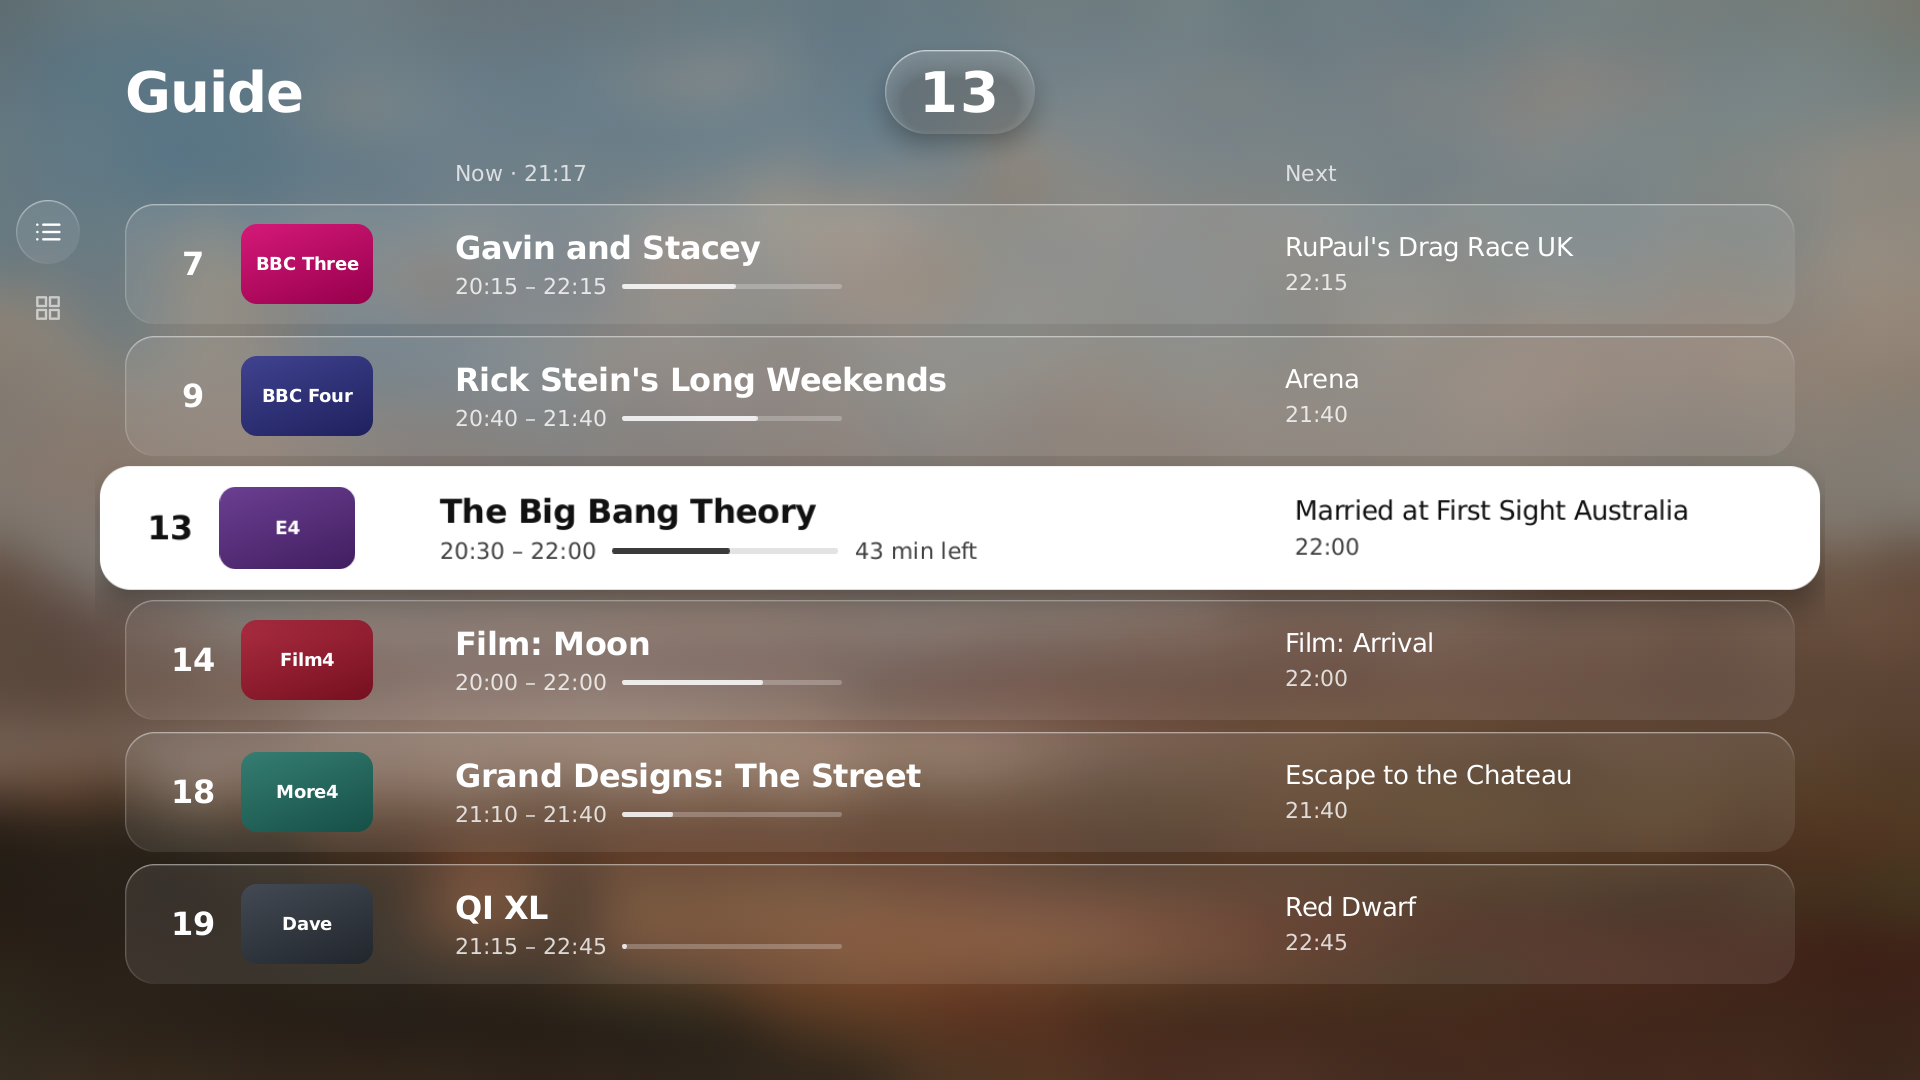 Guide
13
Now · 21:17
Next
7
BBC Three
Gavin and Stacey
20:15 – 22:15
RuPaul's Drag Race UK
22:15
9
BBC Four
Rick Stein's Long Weekends
20:40 – 21:40
Arena
21:40
13
E4
The Big Bang Theory
20:30 – 22:00
43 min left
Married at First Sight Australia
22:00
14
Film4
Film: Moon
20:00 – 22:00
Film: Arrival
22:00
18
More4
Grand Designs: The Street
21:10 – 21:40
Escape to the Chateau
21:40
19
Dave
QI XL
21:15 – 22:45
Red Dwarf
22:45